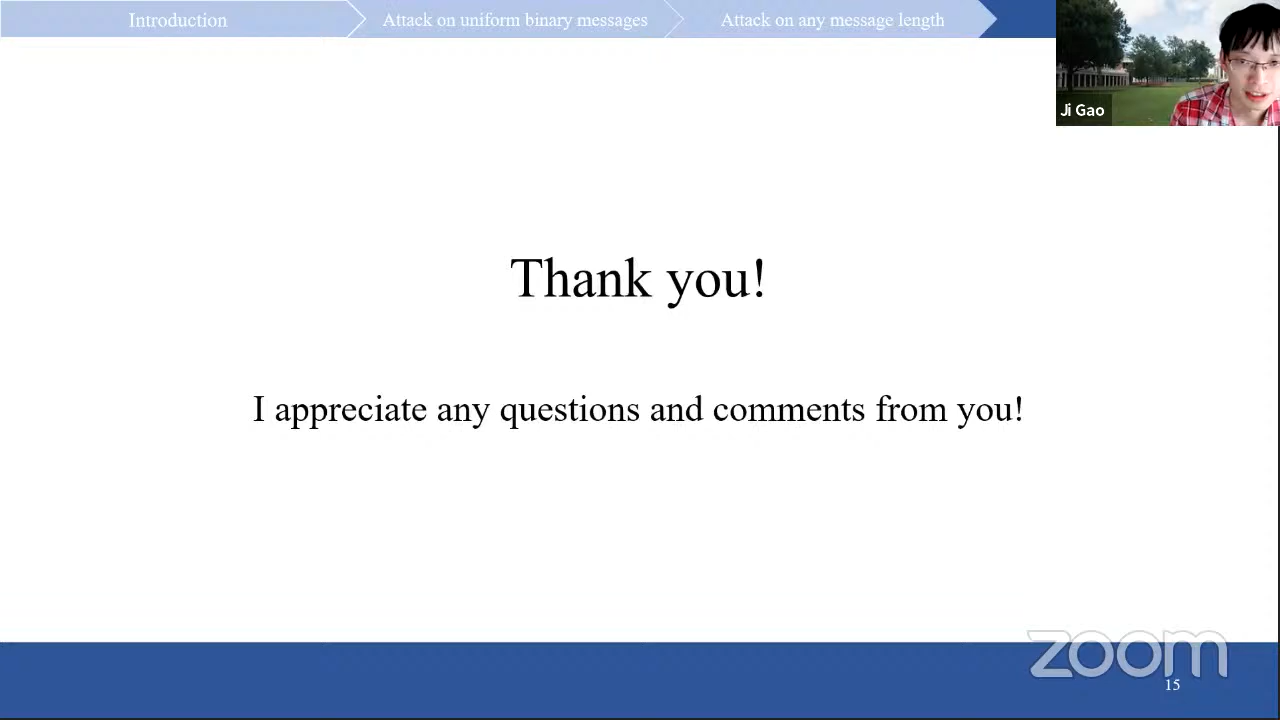 Introduction
Attack on uniform binary messages
Attack on any message length
Ji Gao
Thank you!
I appreciate any questions and comments from you!
zoom
15